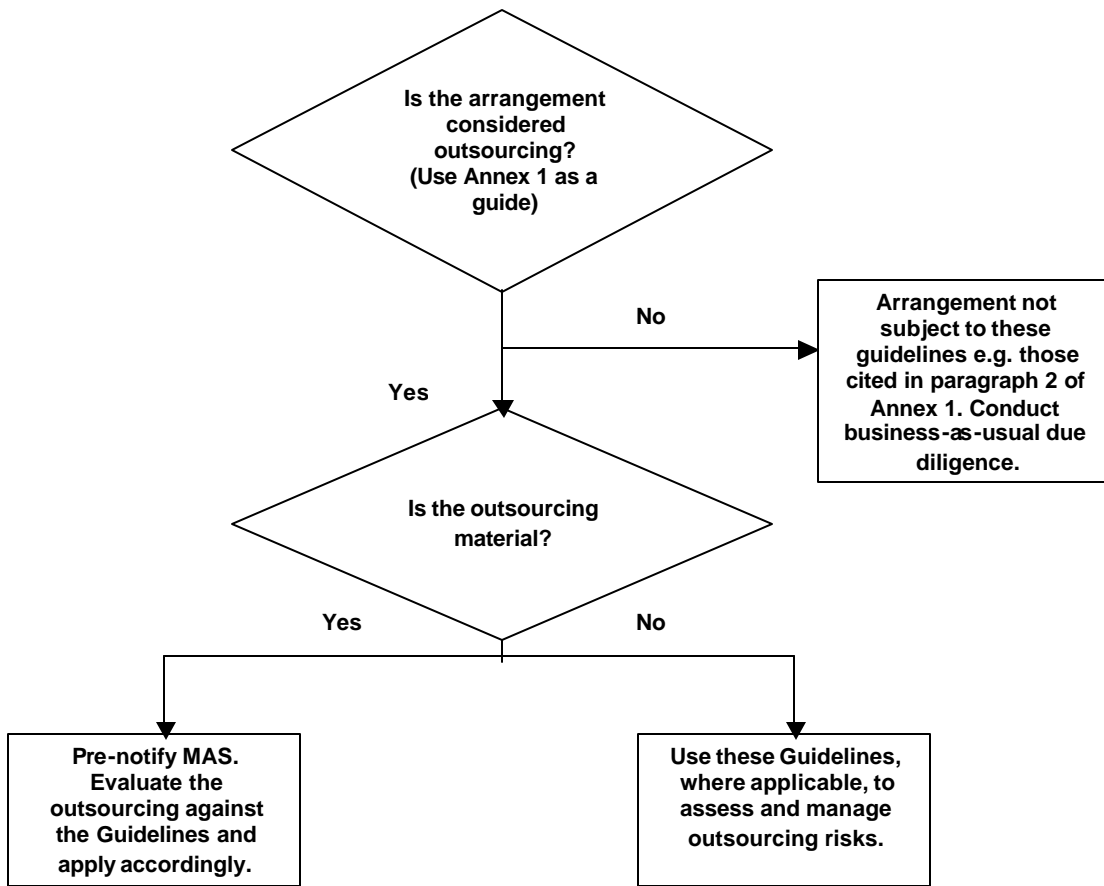 Is the arrangement
considered
outsourcing?
(Use Annex 1 as a
guide)
No
Arrangement not
subject to these
guidelines e.g. those
cited in paragraph 2 of
Annex 1. Conduct
business-as-usual due
diligence.
Yes
Is the outsourcing
material?
Yes
No
Pre-notify MAS.
Evaluate the
outsourcing against
the Guidelines and
apply accordingly.
Use these Guidelines,
where applicable, to
assess and manage
outsourcing risks.